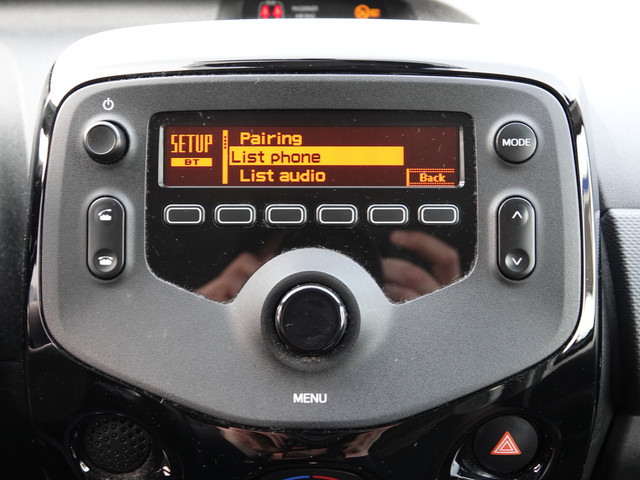 SETUP
BT
Pairing
List phone
List audio
Back
MODE
MENU